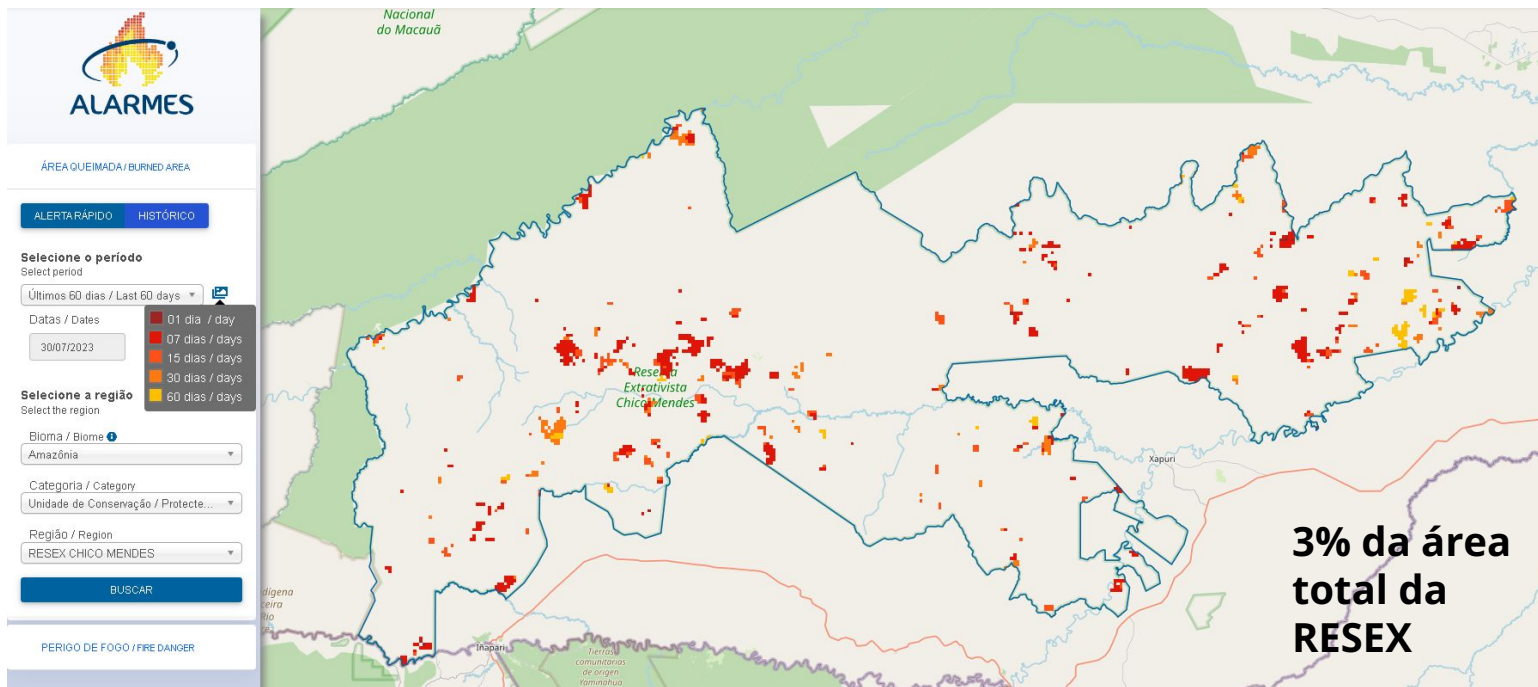 ALARMES
ÁREA QUEIMADA / BURNED AREA
ALERTA RÁPIDO
HISTÓRICO
Selecione o período
Select period
Últimos 60 dias / Last 60 days
Datas / Dates
30/07/2023
01 dia / day
07 dias / days
15 dias / days
30 dias / days
60 dias / days
Selecione a região
Select the region
Bioma / Biome
Amazônia
Categoria / Category
Unidade de Conservação / Protecte...
Região / Region
RESEX CHICO MENDES
BUSCAR
PERIGO DE FOGO / FIRE DANGER
Nacional
do Macauã
Reserva
Extrativista
Chico Mendes
Xapuri
Iñapari
Tierras
comunitarias
de origen
Yaminahua
3% da área
total da
RESEX